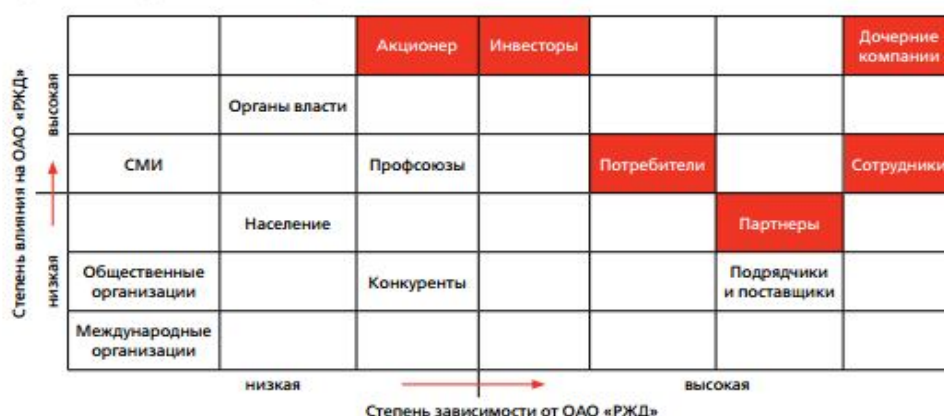 Степень влияния на ОАО «РЖД»
высокая
низкая
Акционер
Инвесторы
Дочерние
компании
Органы власти
СМИ
Профсоюзы
Потребители
Сотрудники
Население
Партнеры
Общественные
организации
Конкуренты
Подрядчики
и поставщики
Международные
организации
низкая
высокая
Степень зависимости от ОАО «РЖД»